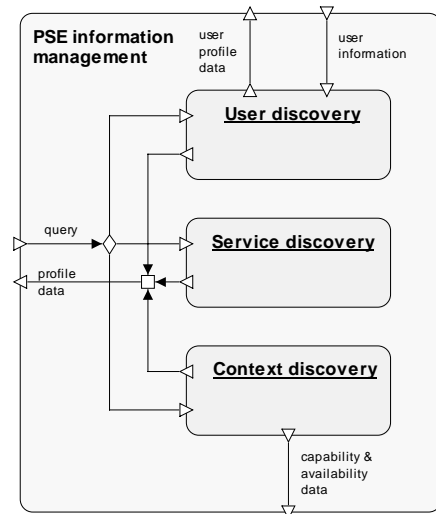 PSE information
management
user
profile
data
user
information
User discovery
query
Service discovery
profile
data
Context discovery
capability &
availability
data